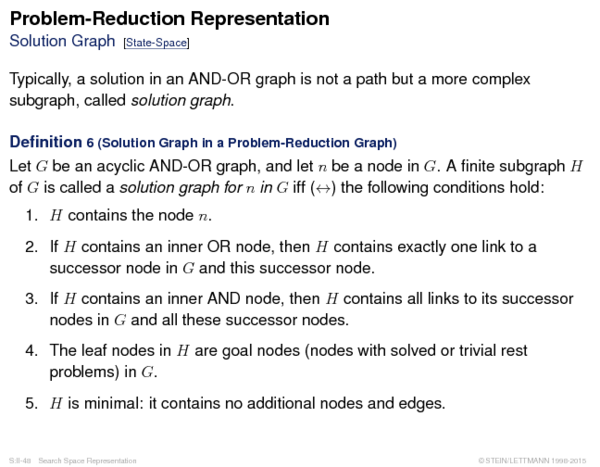 Problem-Reduction Representation
Solution Graph [State-Space]
Typically, a solution in an AND-OR graph is not a path but a more complex
subgraph, called solution graph.
Definition 6 (Solution Graph in a Problem-Reduction Graph)
Let G be an acyclic AND-OR graph, and let n be a node in G. A finite subgraph H
of G is called a solution graph for n in G iff (↔) the following conditions hold:
1. H contains the node n.
2. If H contains an inner OR node, then H contains exactly one link to a
successor node in G and this successor node.
3. If H contains an inner AND node, then H contains all links to its successor
nodes in G and all these successor nodes.
4. The leaf nodes in H are goal nodes (nodes with solved or trivial rest
problems) in G.
5. H is minimal: it contains no additional nodes and edges.
S:II-48 Search Space Representation
© STEIN/LETTMANN 1998-2015